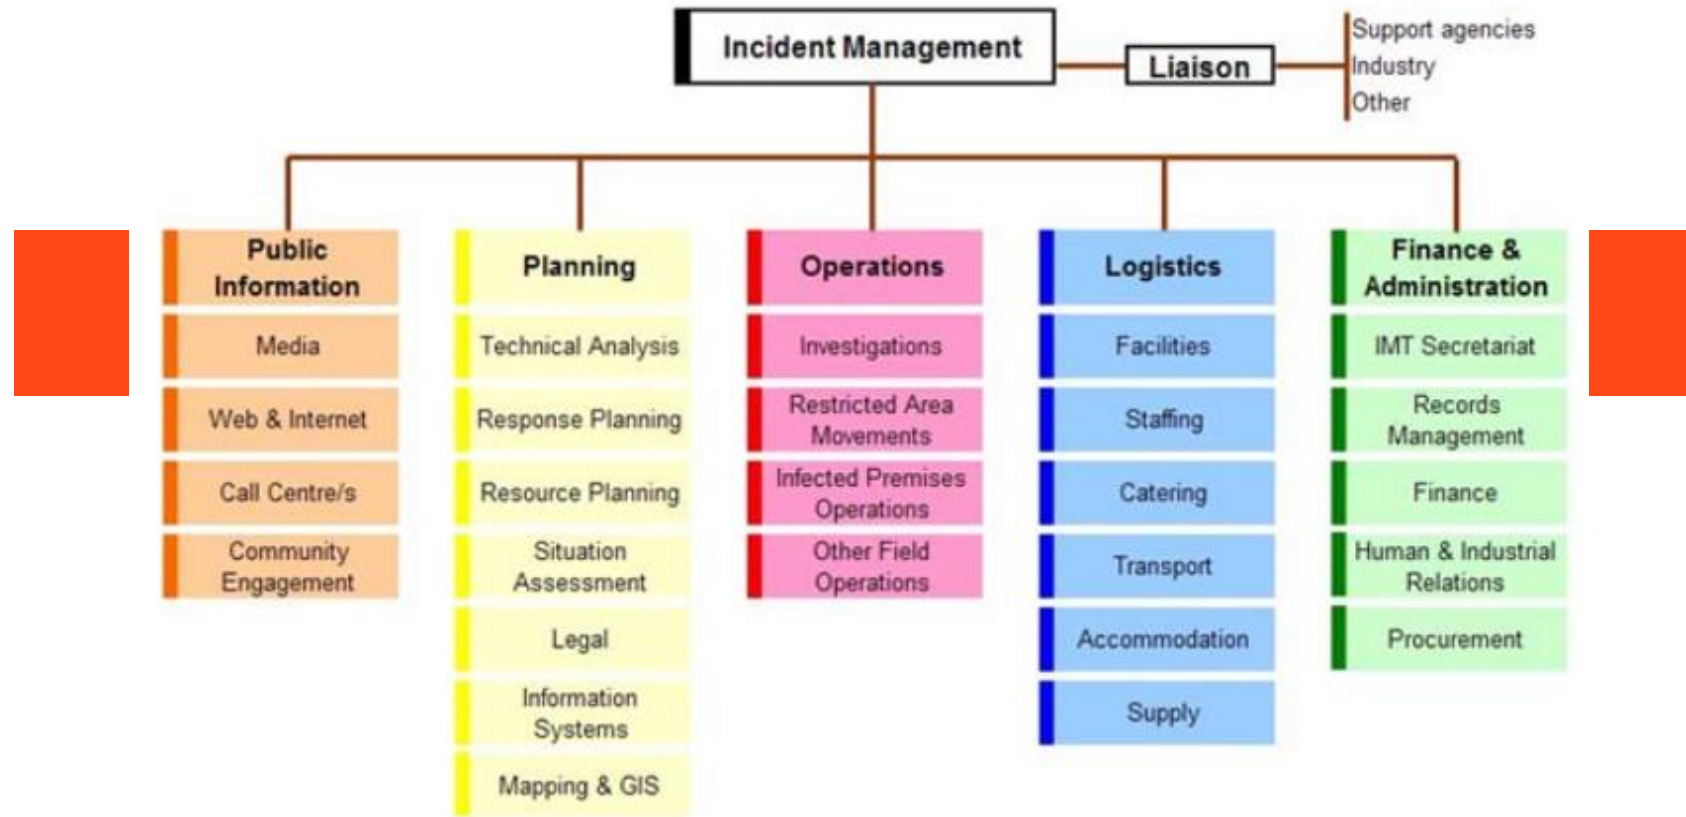 Incident Management
Liaison
Support agencies
Industry
Other
Public
Information
Media
Web & Internet
Call Centre/s
Community
Engagement
Planning
Technical Analysis
Response Planning
Resource Planning
Situation
Assessment
Legal
Information
Systems
Mapping & GIS
Operations
Investigations
Restricted Area
Movements
Infected Premises
Operations
Other Field
Operations
Logistics
Facilities
Staffing
Catering
Transport
Accommodation
Supply
Finance &
Administration
IMT Secretariat
Records
Management
Finance
Human & Industrial
Relations
Procurement